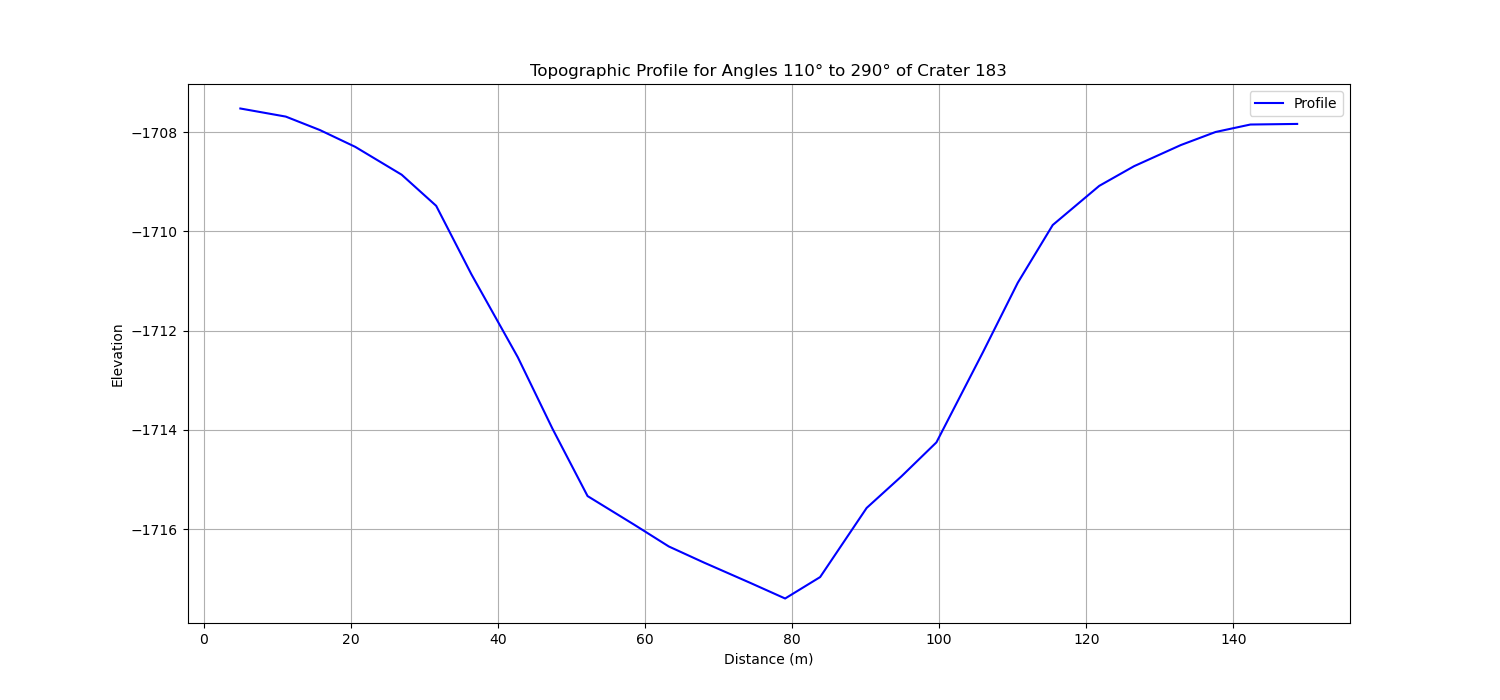 Topographic Profile for Angles 110° to 290° of Crater 183
Profile
−1708
−1710
−1712
−1714
−1716
Elevation
0 20 40 60 80 100 120 140
Distance (m)